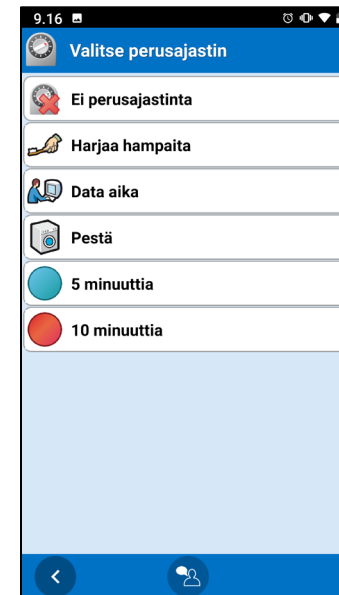 9.16
Valitse perusajastin
Ei perusajastinta
Harjaa hampaita
Data aika
Pestä
5 minuuttia
10 minuuttia